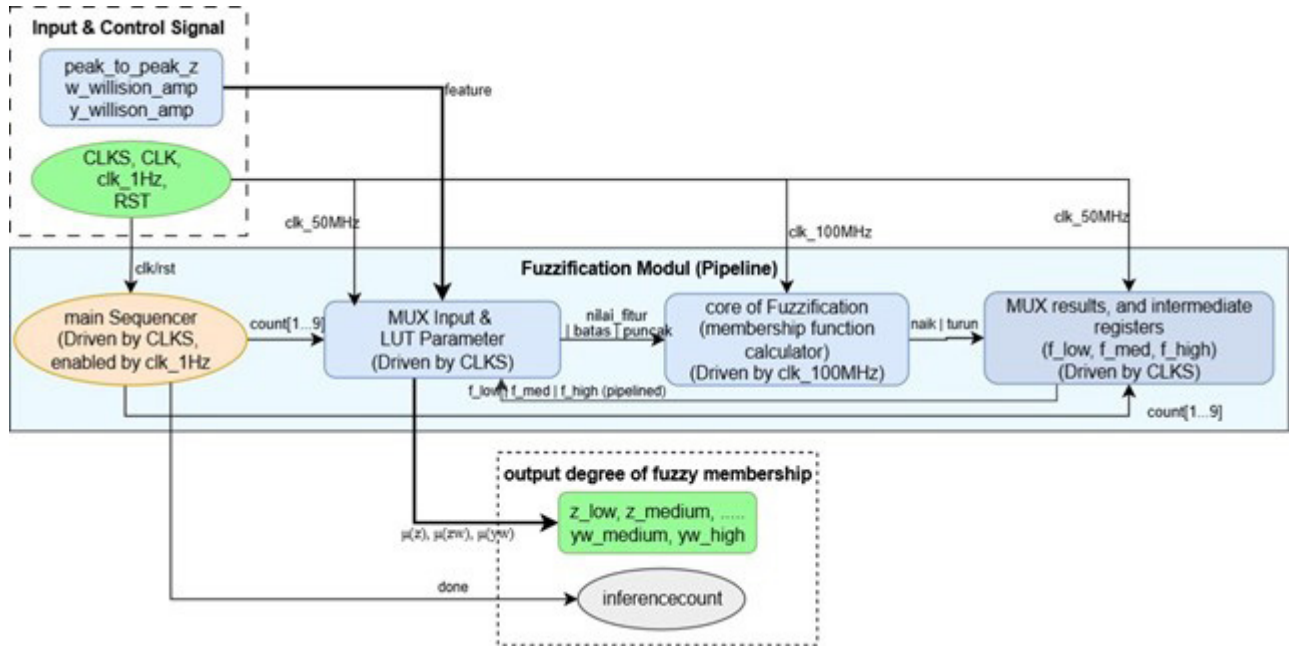 Input & Control Signal
peak_to_peak_z
w_willision_amp
y_willison_amp
feature
CLKS, CLK,
clk_1Hz,
RST
clk_50MHz
clk_100MHz
clk_50MHz
clk/rst
Fuzzification Modul (Pipeline)
main Sequencer
(Driven by CLKS,
enabled by clk_1Hz
count[1...9]
MUX Input &
LUT Parameter
(Driven by CLKS)
nilai_fitur
| batas | puncak
core of Fuzzification
(membership function
calculator)
(Driven by clk_100MHz)
naik | turun
MUX results, and intermediate
registers
(f_low, f_med, f_high)
(Driven by CLKS)
f_low | f_med | f_high (pipelined)
count[1...9]
output degree of fuzzy membership
z_low, z_medium, .....
yw_medium, yw_high
μ(z), μ(zw), μ(yw)
done
inferencecount